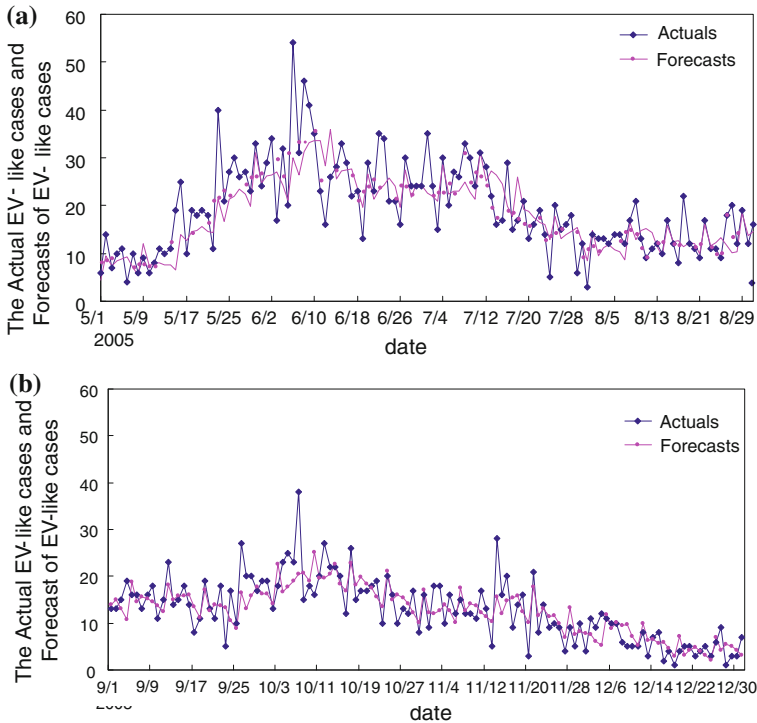 (a)
The Actual EV- like cases and
Forecasts of EV- like cases
60
50
40
30
20
10
0
Actuals
Forecasts
5/1 5/9 5/17 5/25 6/2 6/10 6/18 6/26 7/4 7/12 7/20 7/28 8/5 8/13 8/21 8/29
2005
date
(b)
The Actual EV-like cases and
Forecast of EV-like cases
60
50
40
30
20
10
0
Actuals
Forecasts
9/1 9/9 9/17 9/25 10/3 10/11 10/19 10/27 11/4 11/12 11/20 11/28 12/6 12/14 12/22 12/30
date